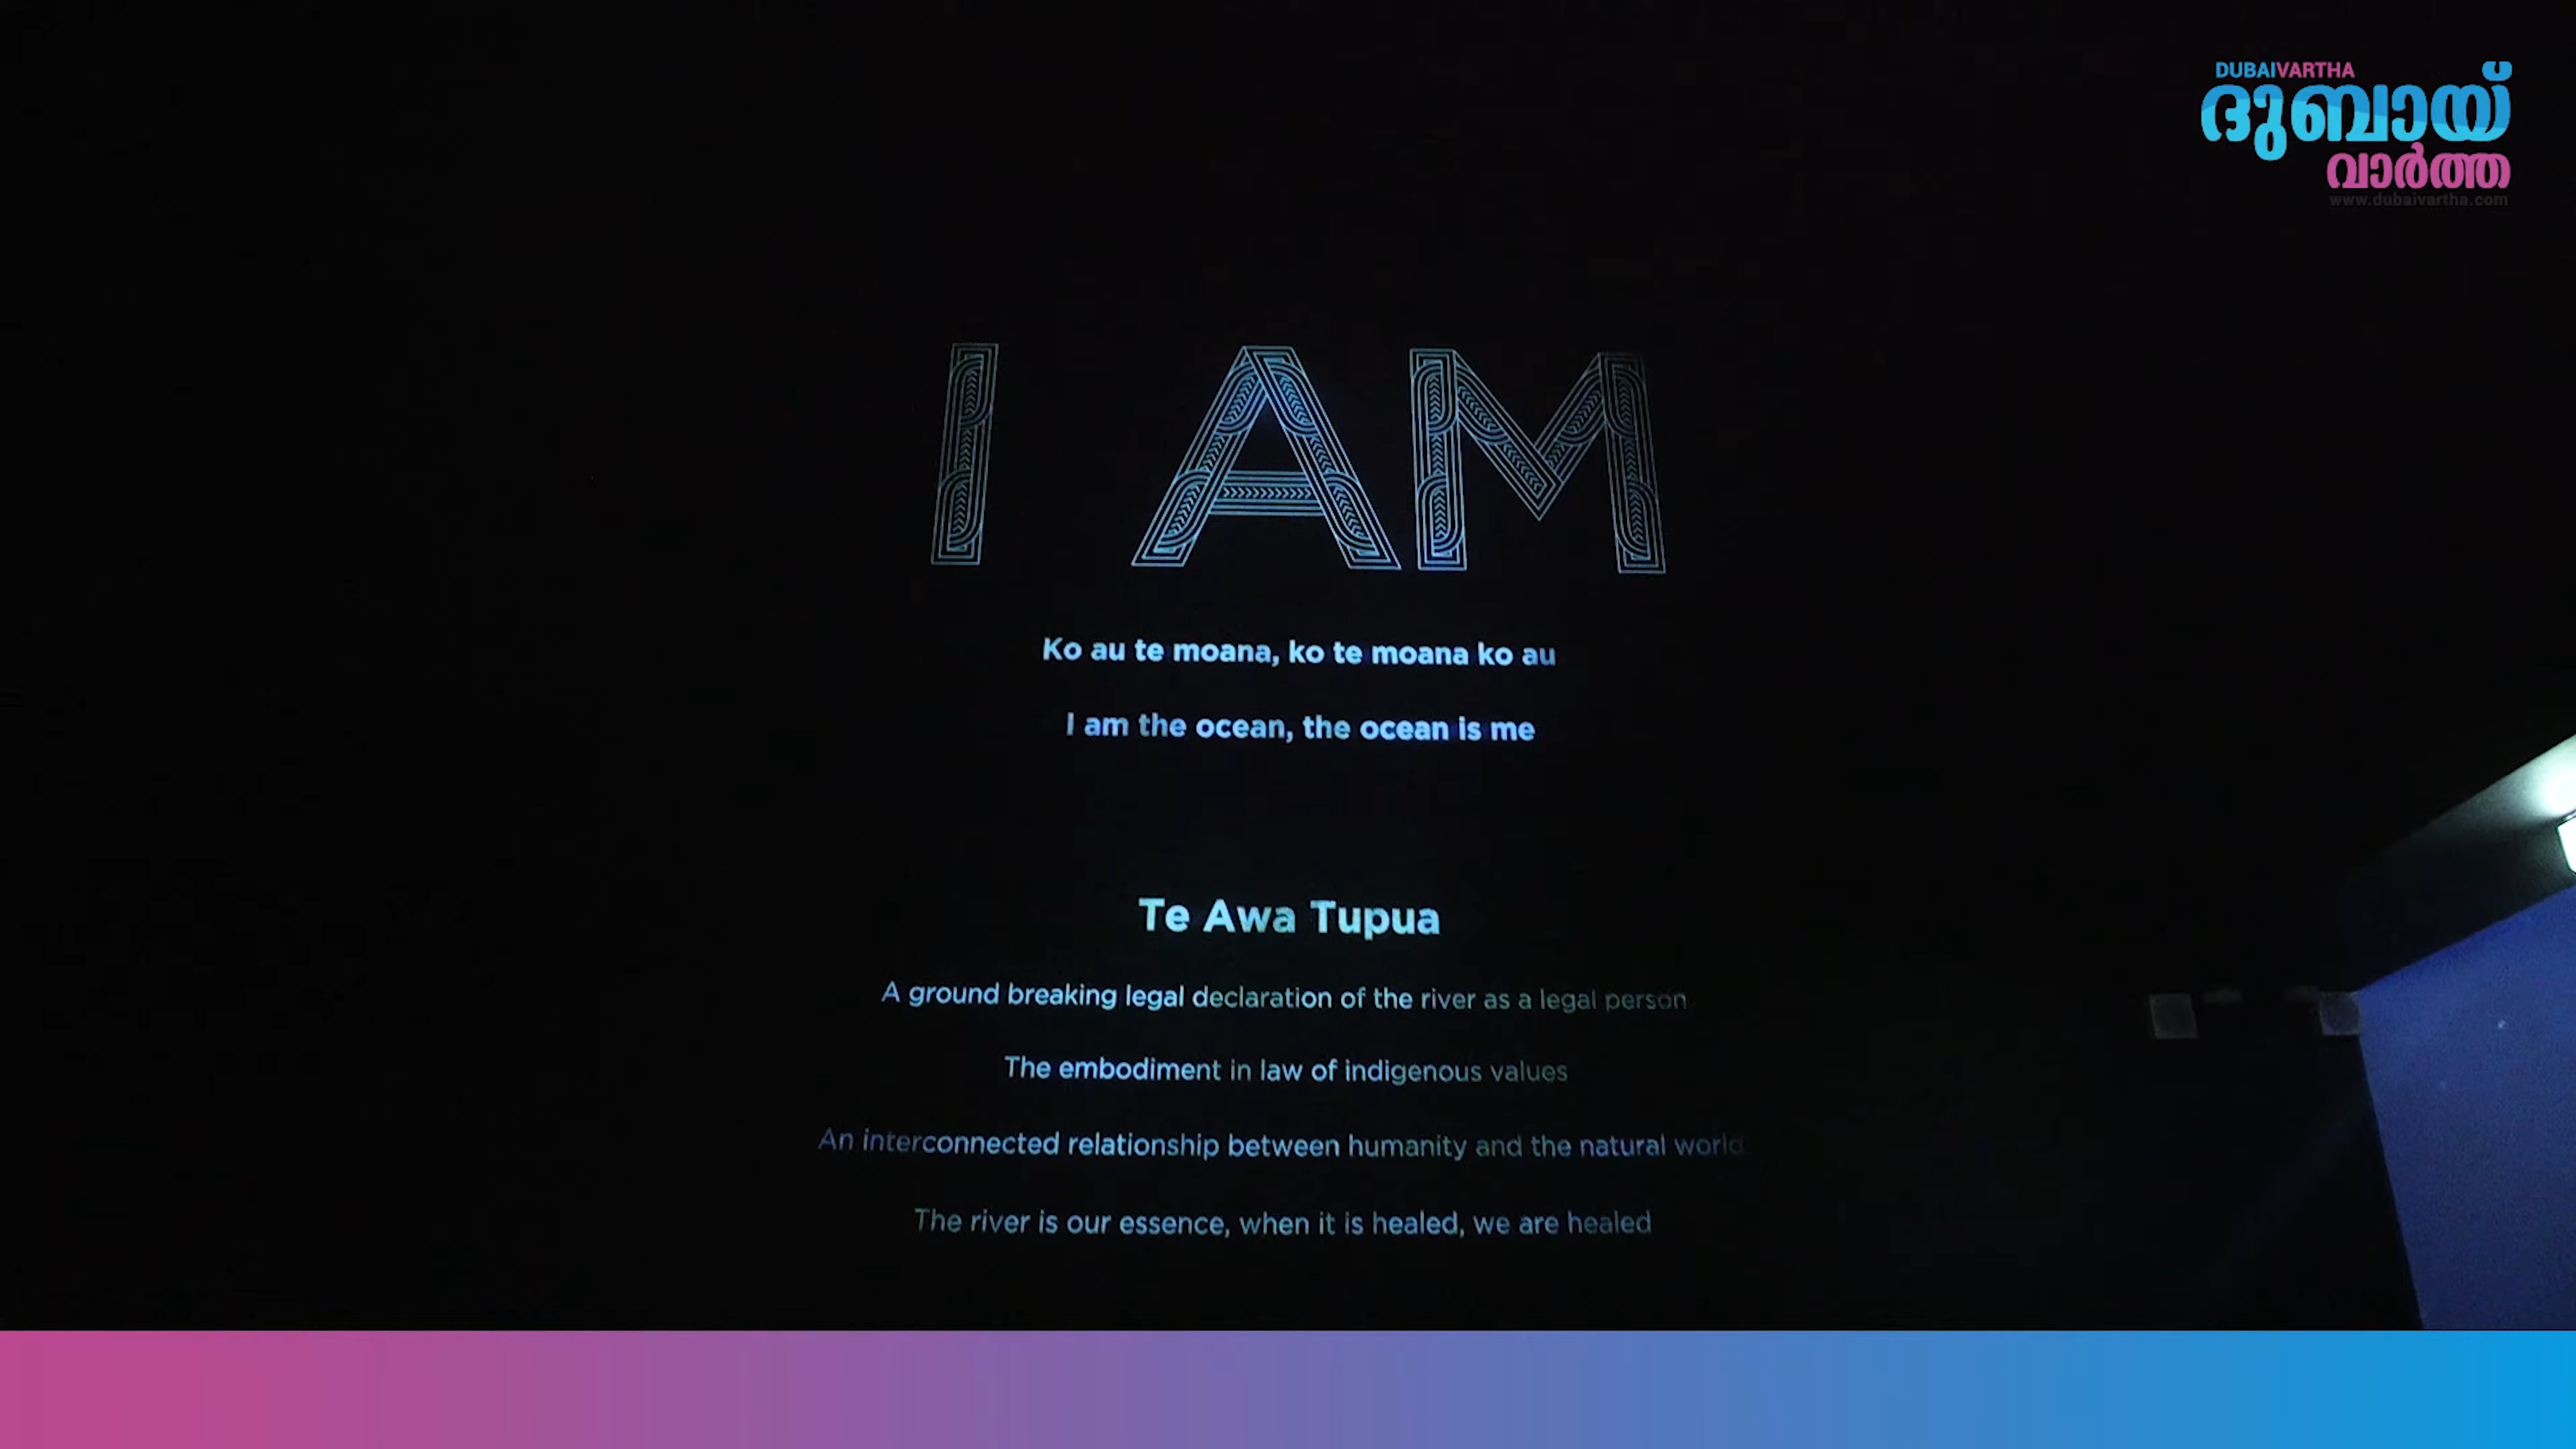 DUBAIVARTHA
ദുബായ്
വാർത്ത
www.dubaivartha.com
I AM
Ko au te moana, ko te moana ko au
I am the ocean, the ocean is me
Te Awa Tupua
A ground breaking legal declaration of the river as a legal person
The embodiment in law of indigenous values
An interconnected relationship between humanity and the natural world
The river is our essence, when it is healed, we are healed